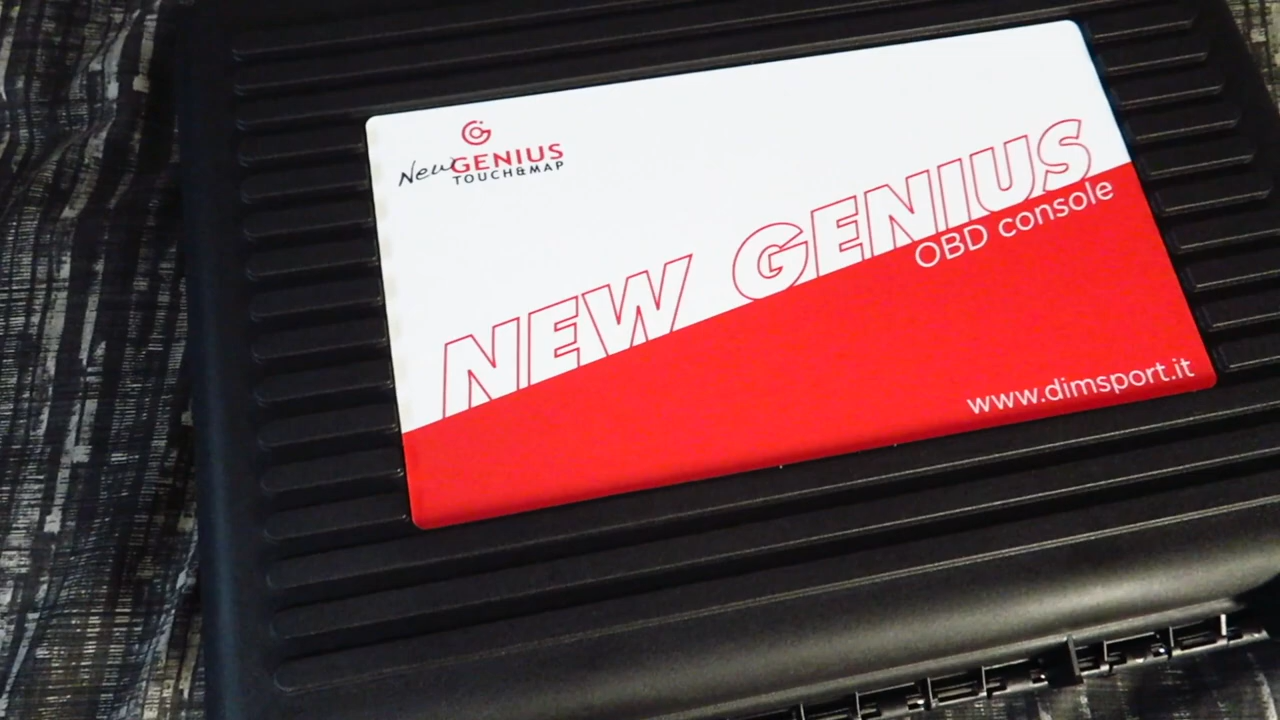 New GENIUS
TOUCH&MAP
NEW GENIUS
OBD console
www.dimsport.it